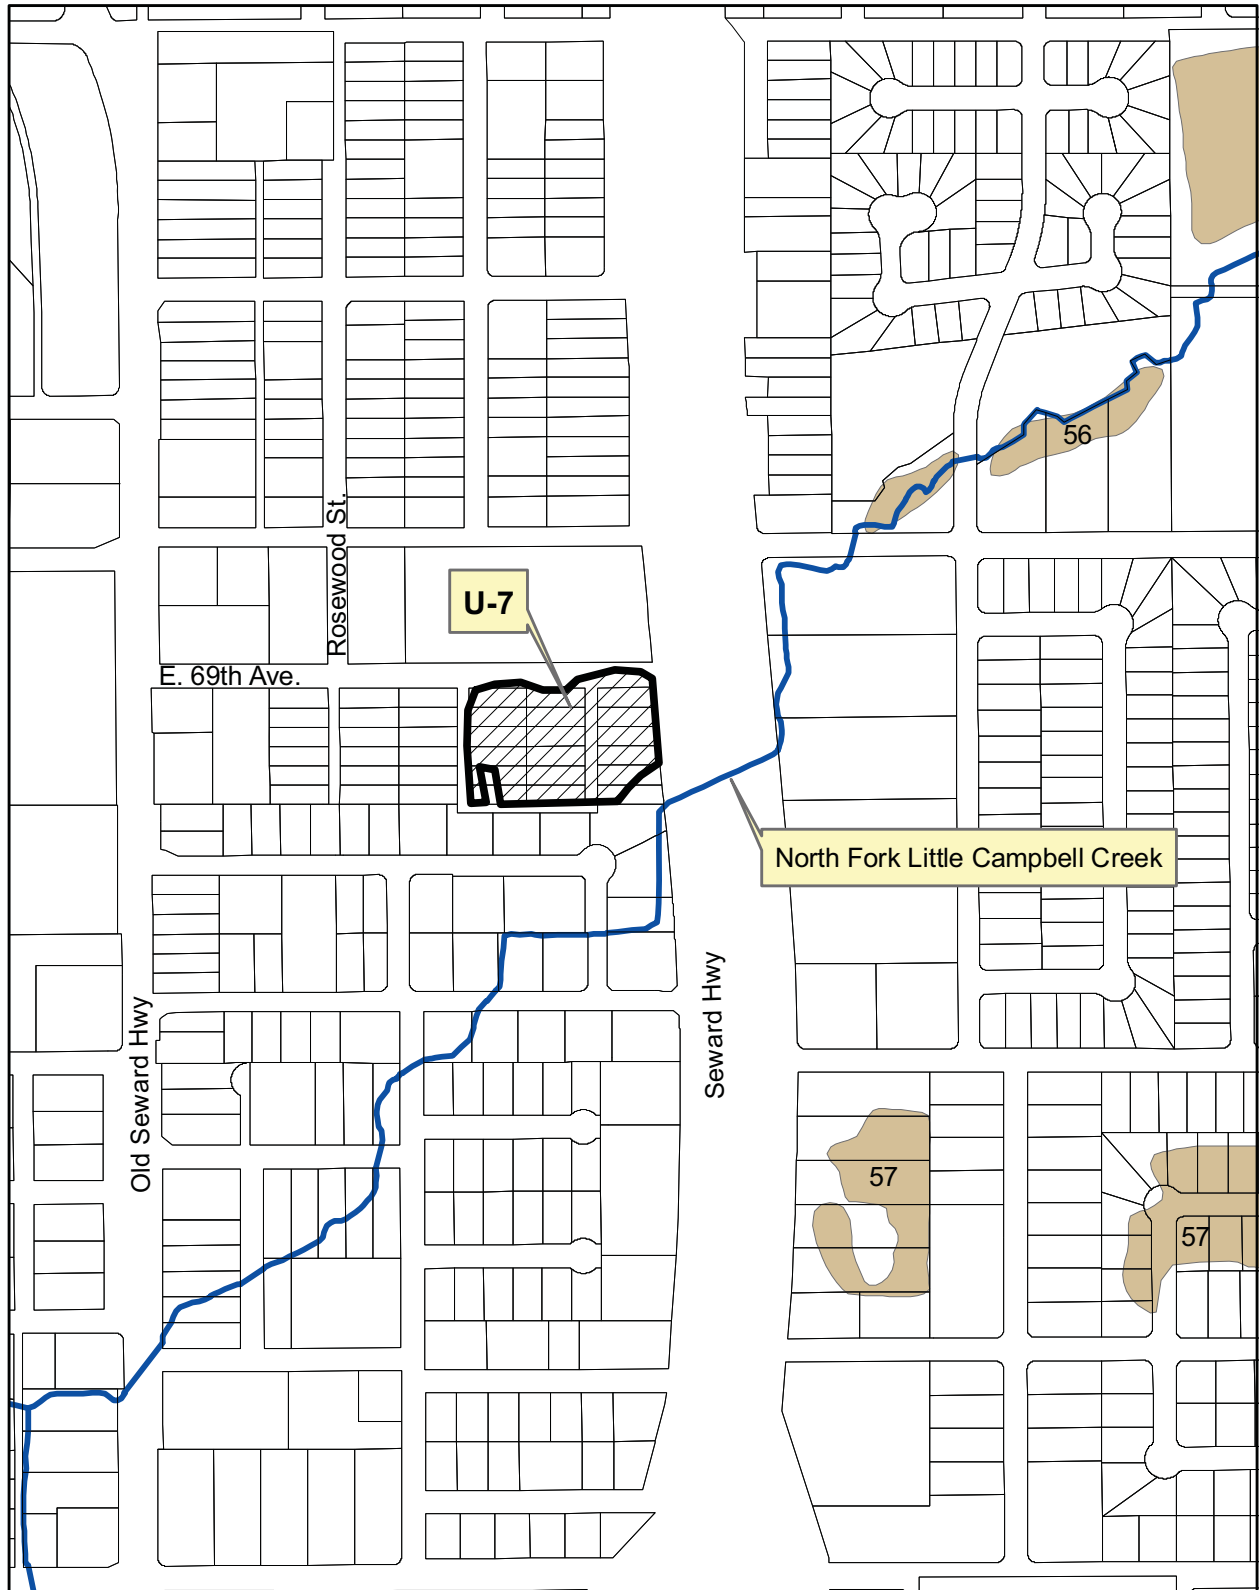 56
Rosewood St.
U-7
E. 69th Ave.
North Fork Little Campbell Creek
Seward Hwy
Old Seward Hwy
57
57